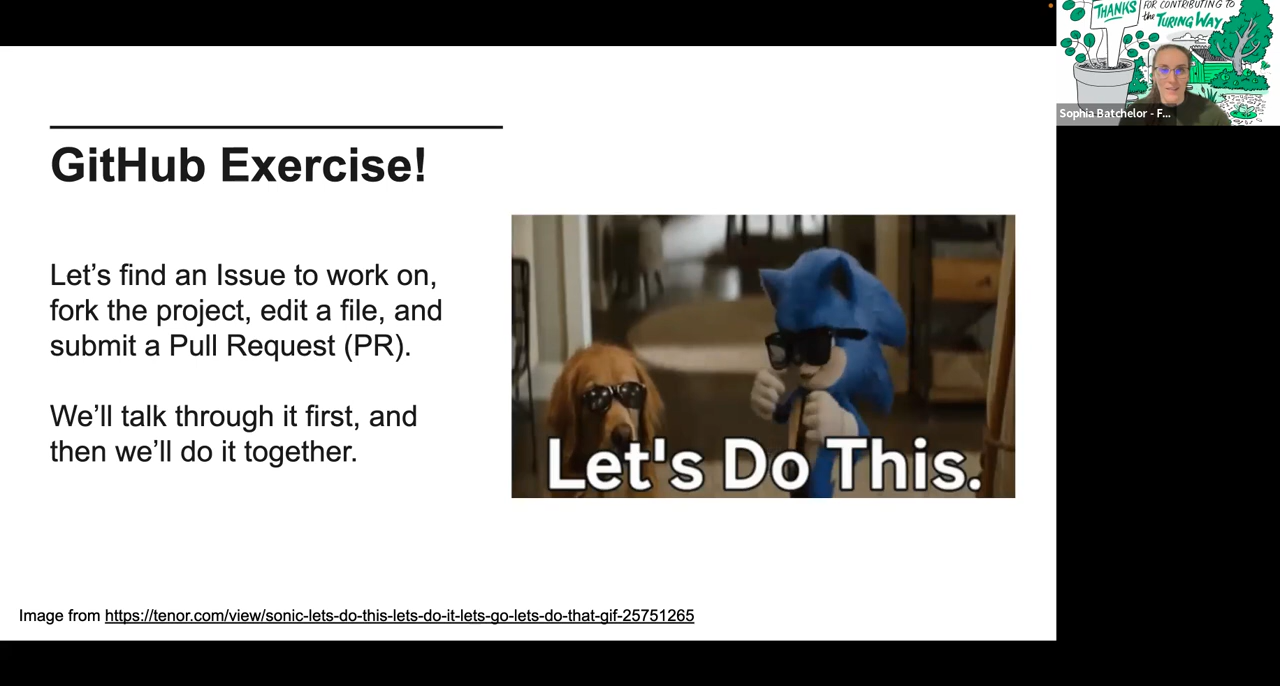 THANKS FOR CONTRIBUTING TO
the TURING WAY
Sophia Batchelor - F...
GitHub Exercise!
Let’s find an Issue to work on,
fork the project, edit a file, and
submit a Pull Request (PR).
We’ll talk through it first, and
then we’ll do it together.
Let's Do This.
Image from https://tenor.com/view/sonic-lets-do-this-lets-do-it-lets-go-lets-do-that-gif-25751265